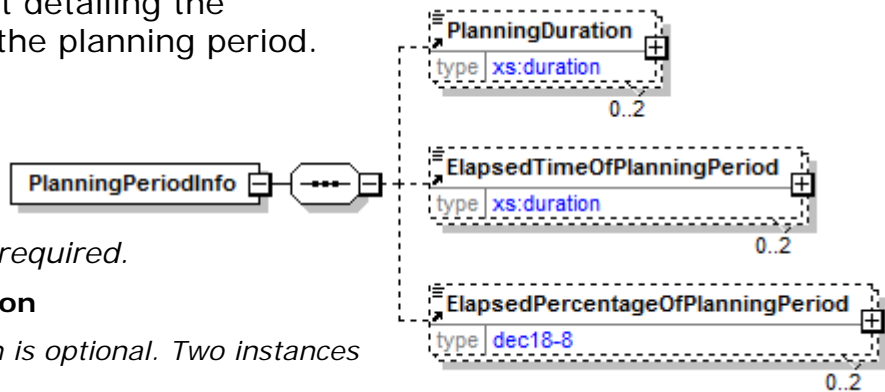 t detailing the
the planning period.
required.
on
n is optional. Two instances
PlanningPeriodInfo
PlanningDuration
type xs:duration
0..2
ElapsedTimeOfPlanningPeriod
type xs:duration
0..2
ElapsedPercentageOfPlanningPeriod
type dec18-8
0..2